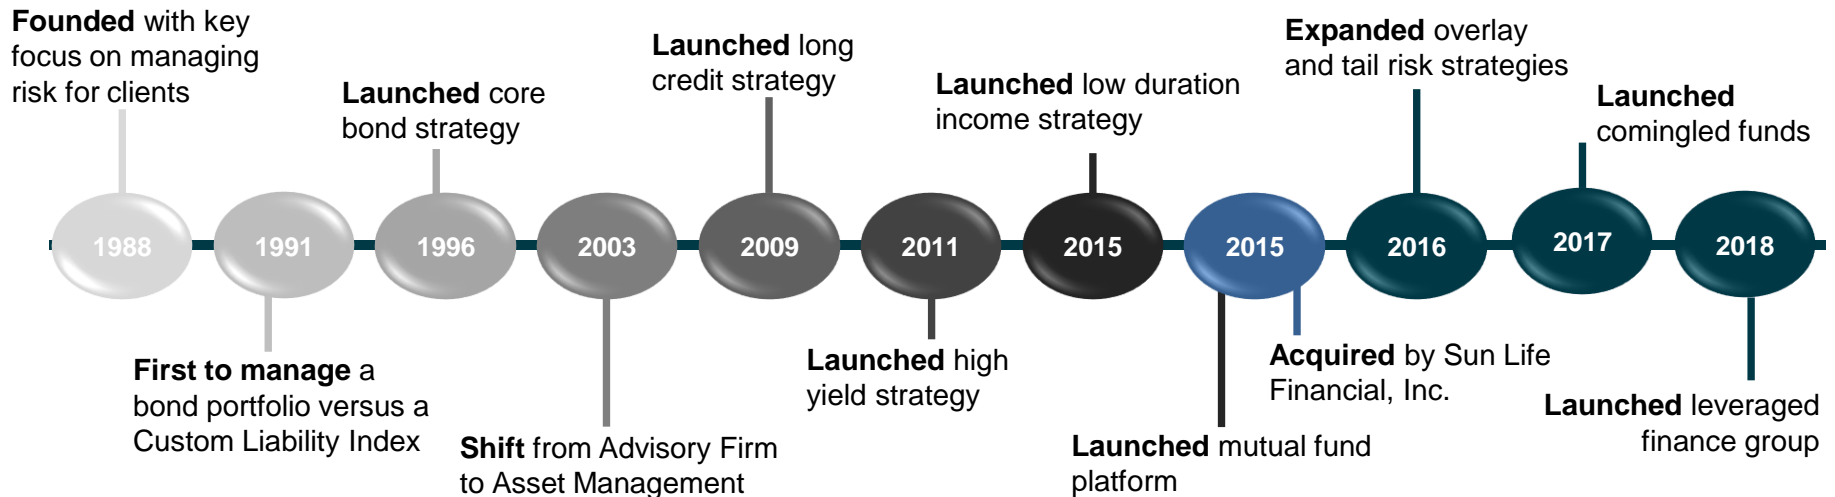 Founded with key
focus on managing
risk for clients
Launched core
bond strategy
Launched long
credit strategy
Launched low duration
income strategy
Expanded overlay
and tail risk strategies
Launched
comingled funds
1988
1991
1996
2003
2009
2011
2015
2015
2016
2017
2018
First to manage a
bond portfolio versus a
Custom Liability Index
Shift from Advisory Firm
to Asset Management
Launched high
yield strategy
Launched mutual fund
platform
Acquired by Sun Life
Financial, Inc.
Launched leveraged
finance group